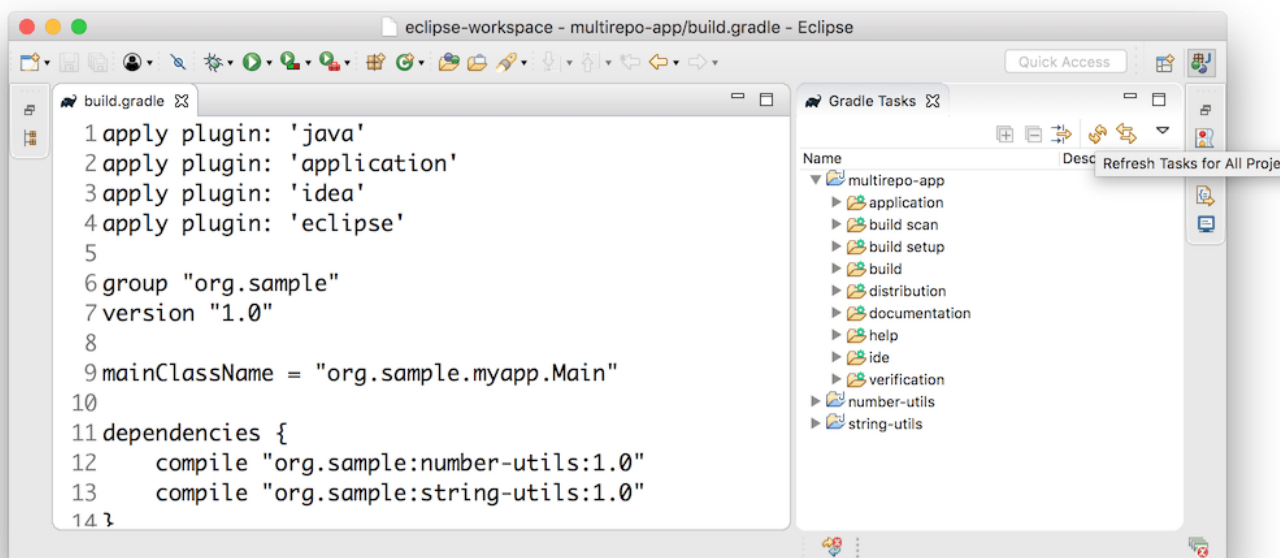 eclipse-workspace - multirepo-app/build.gradle - Eclipse
Quick Access
build.gradle
1 apply plugin: 'java'
2 apply plugin: 'application'
3 apply plugin: 'idea'
4 apply plugin: 'eclipse'
5
6 group "org.sample"
7 version "1.0"
8
9 mainClassName = "org.sample.myapp.Main"
10
11 dependencies {
12     compile "org.sample:number-utils:1.0"
13     compile "org.sample:string-utils:1.0"
14 }
Gradle Tasks
Name Desc
Refresh Tasks for All Proje
multirepo-app
application
build scan
build setup
build
distribution
documentation
help
ide
verification
number-utils
string-utils